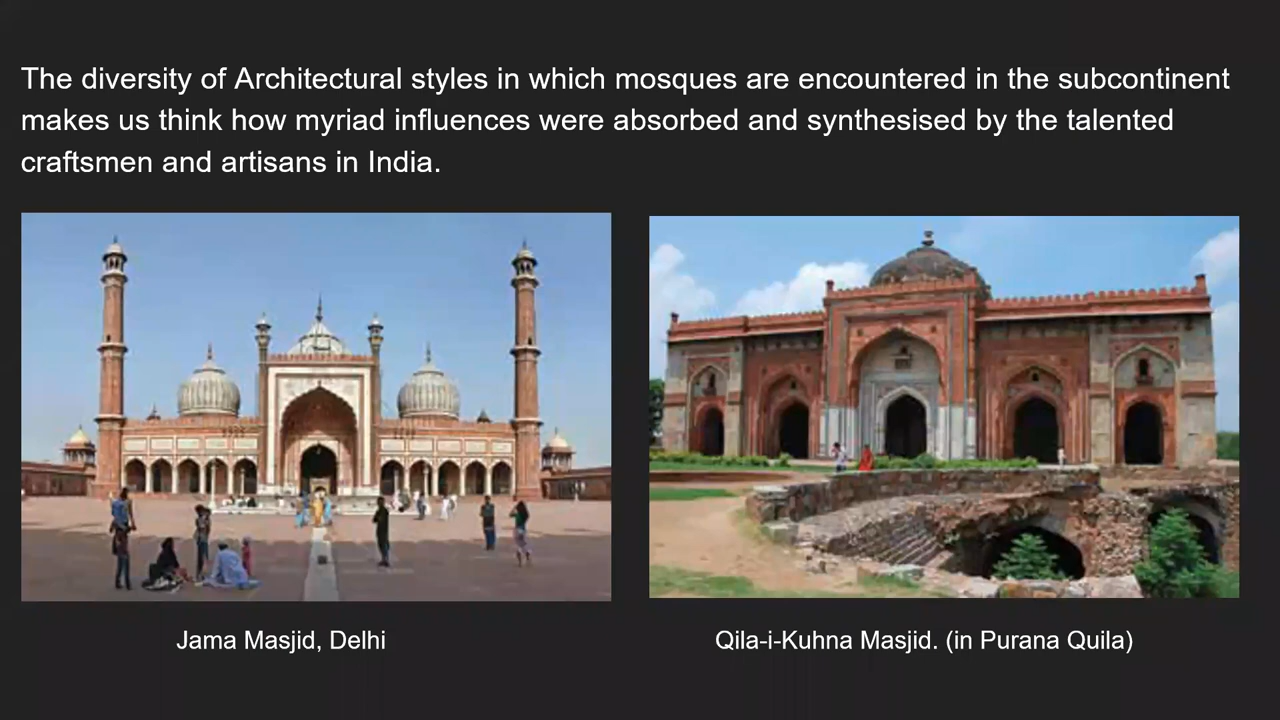 The diversity of Architectural styles in which mosques are encountered in the subcontinent
makes us think how myriad influences were absorbed and synthesised by the talented
craftsmen and artisans in India.
Jama Masjid, Delhi
Qila-i-Kuhna Masjid. (in Purana Quila)